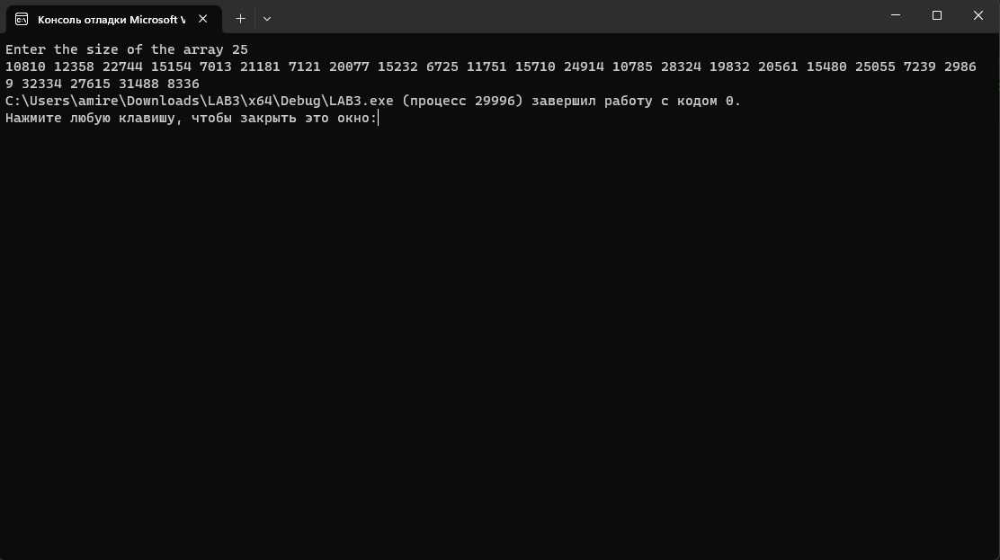 Консоль отладки Microsoft V
Enter the size of the array 25
10810 12358 22744 15154 7013 21181 7121 20077 15232 6725 11751 15710 24914 10785 28324 19832 20561 15480 25055 7239 2986
9 32334 27615 31488 8336
C:\Users\amire\Downloads\LAB3\x64\Debug\LAB3.exe (процесс 29996) завершил работу с кодом 0.
Нажмите любую клавишу, чтобы закрыть это окно: